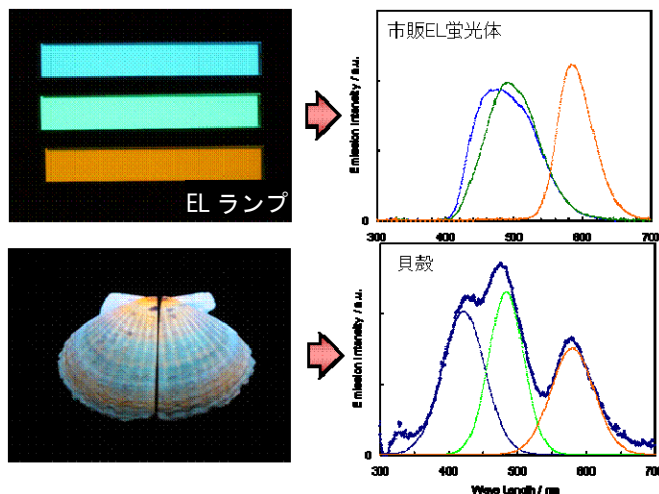 EL ランプ
市販EL蛍光体
Emission Intensity / a.u.
0
300 400 500 600 700
貝殻
Emission Intensity / a.u.
0
300 400 500 600 700
Wave Length / nm